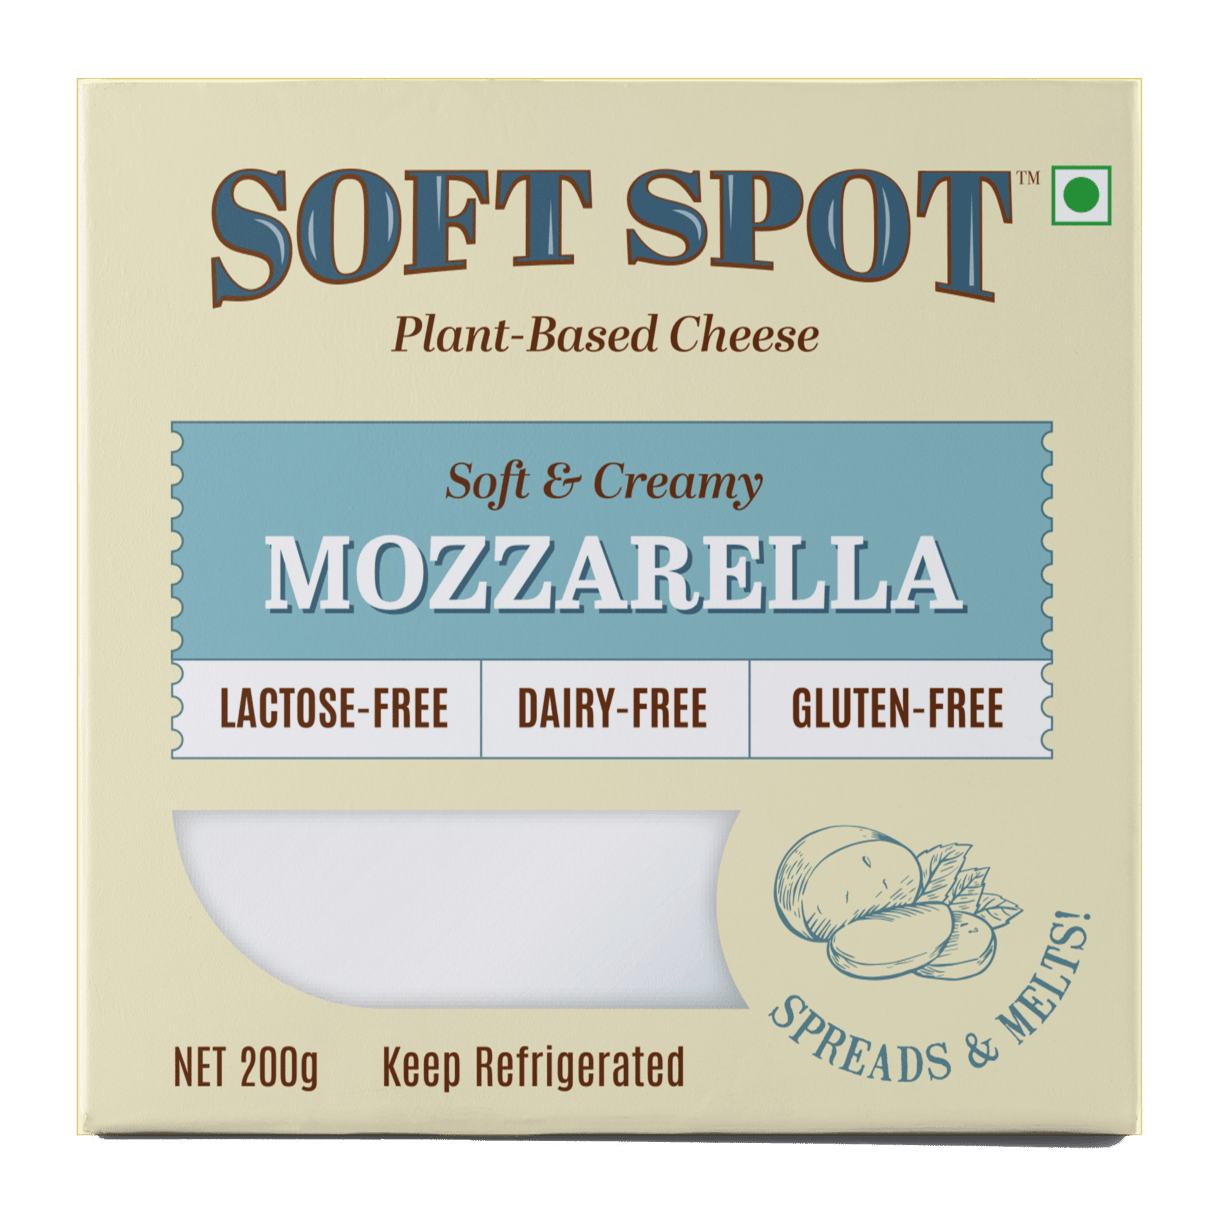 SOFT SPOT™
Plant-Based Cheese
Soft & Creamy
MOZZARELLA
LACTOSE-FREE DAIRY-FREE GLUTEN-FREE
SPREADS & MELTS!
NET 200g Keep Refrigerated